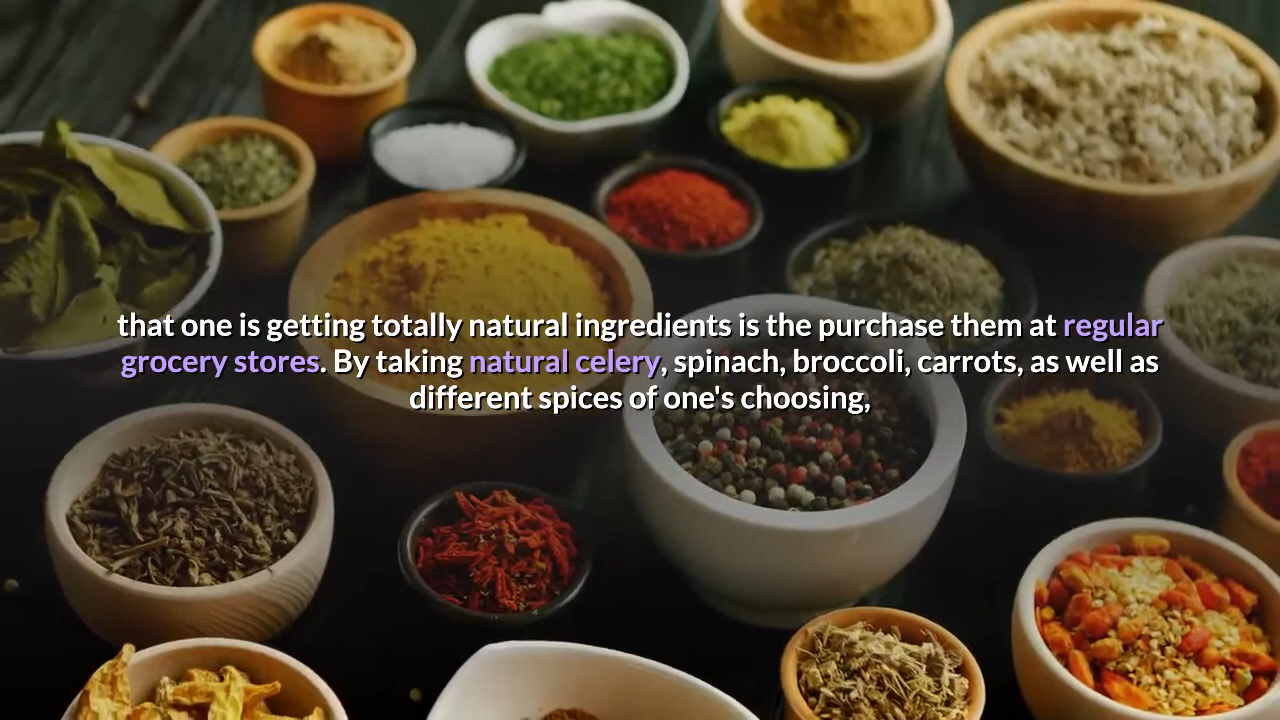 that one is getting totally natural ingredients is the purchase them at regular
grocery stores. By taking natural celery, spinach, broccoli, carrots, as well as
different spices of one's choosing,